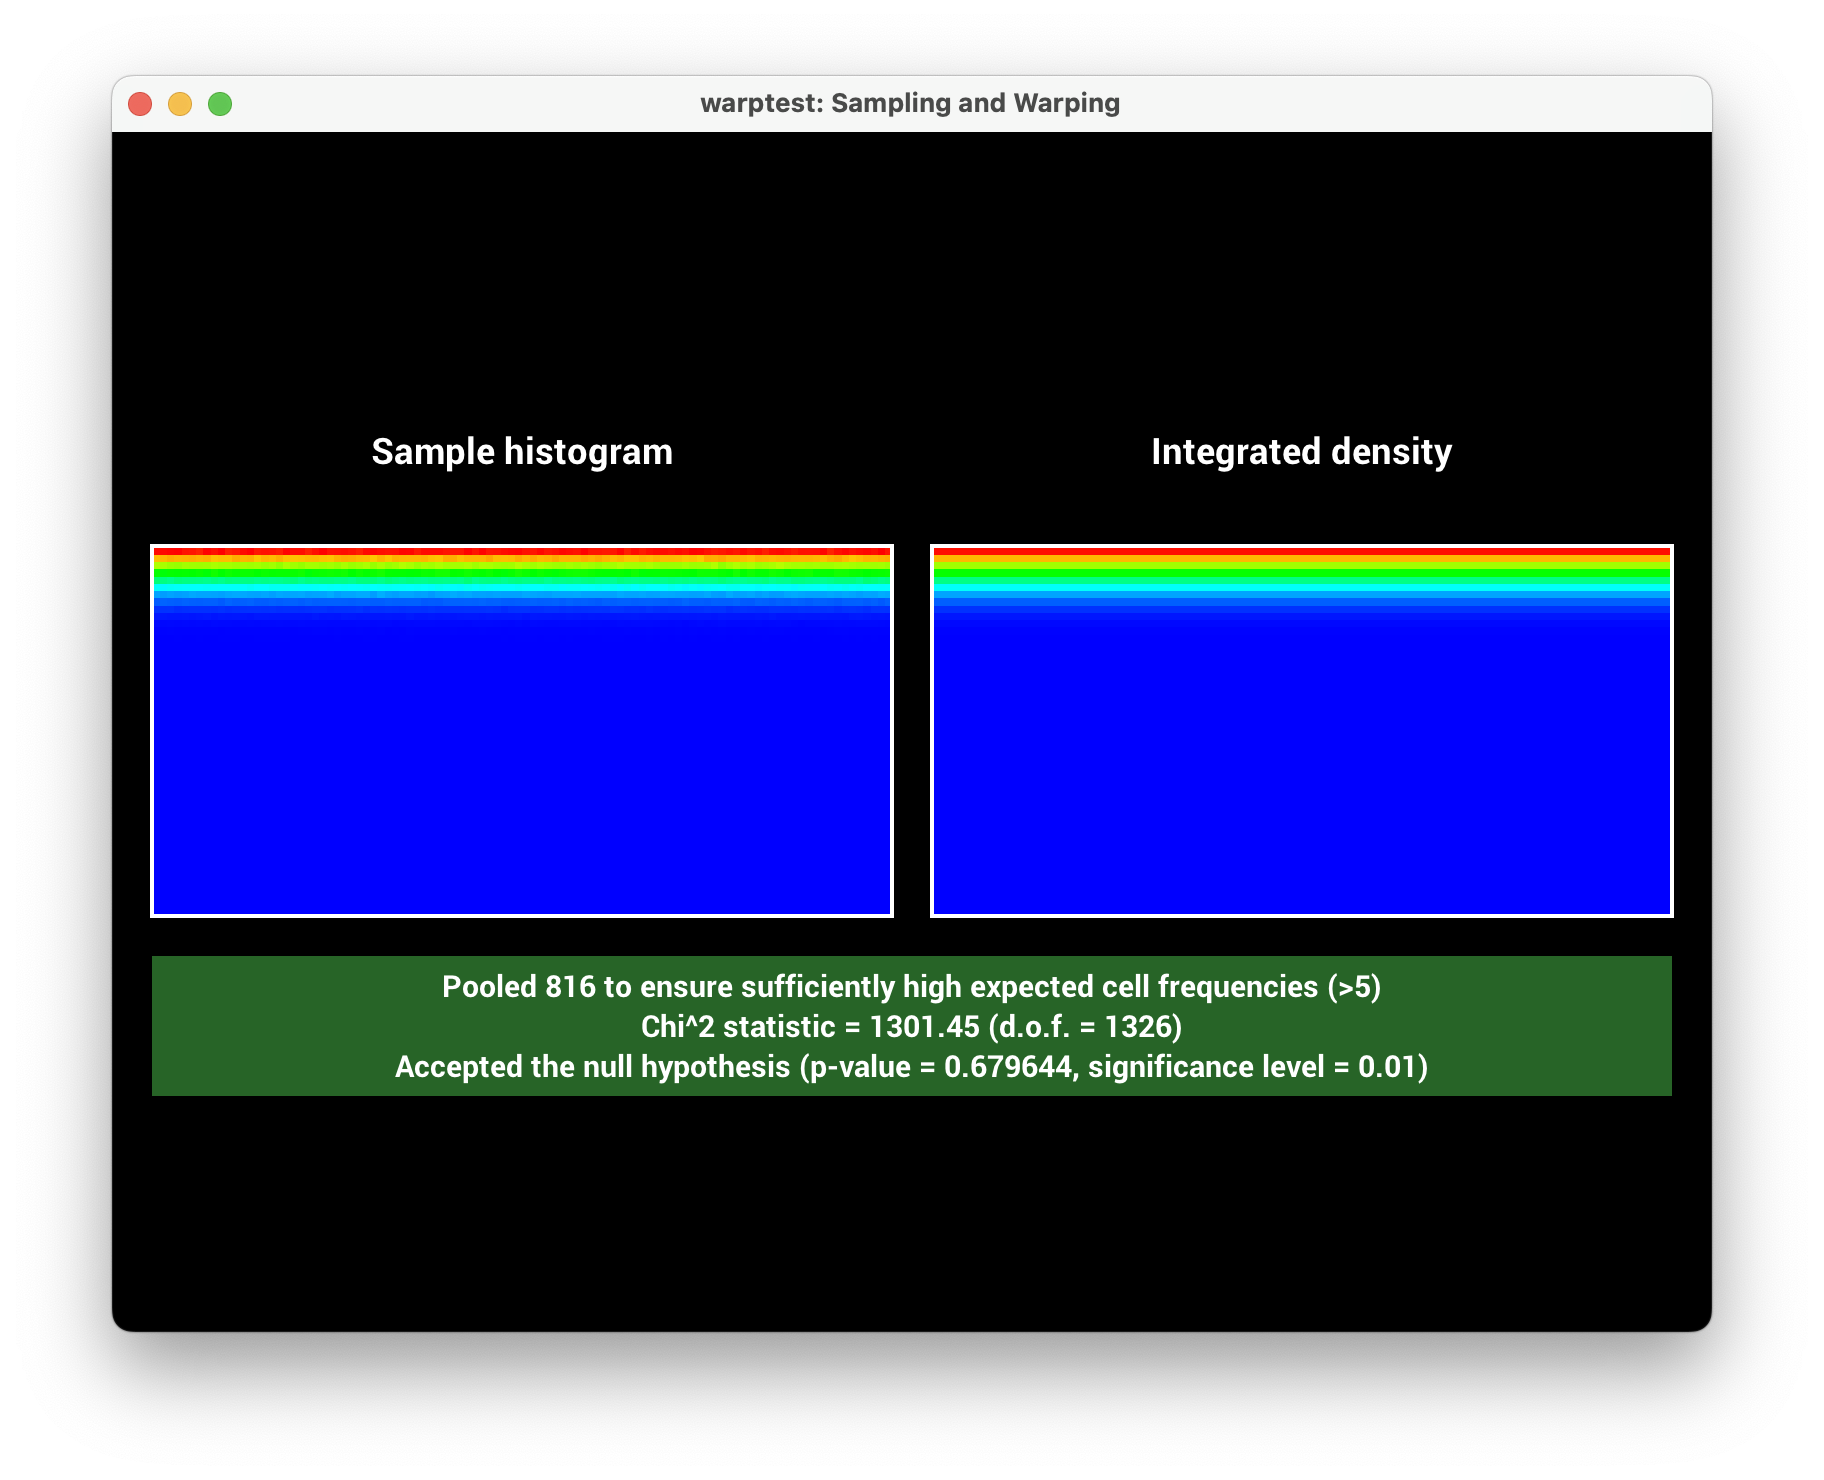 warptest: Sampling and Warping
Sample histogram
Integrated density
Pooled 816 to ensure sufficiently high expected cell frequencies (>5)
Chi^2 statistic = 1301.45 (d.o.f. = 1326)
Accepted the null hypothesis (p-value = 0.679644, significance level = 0.01)